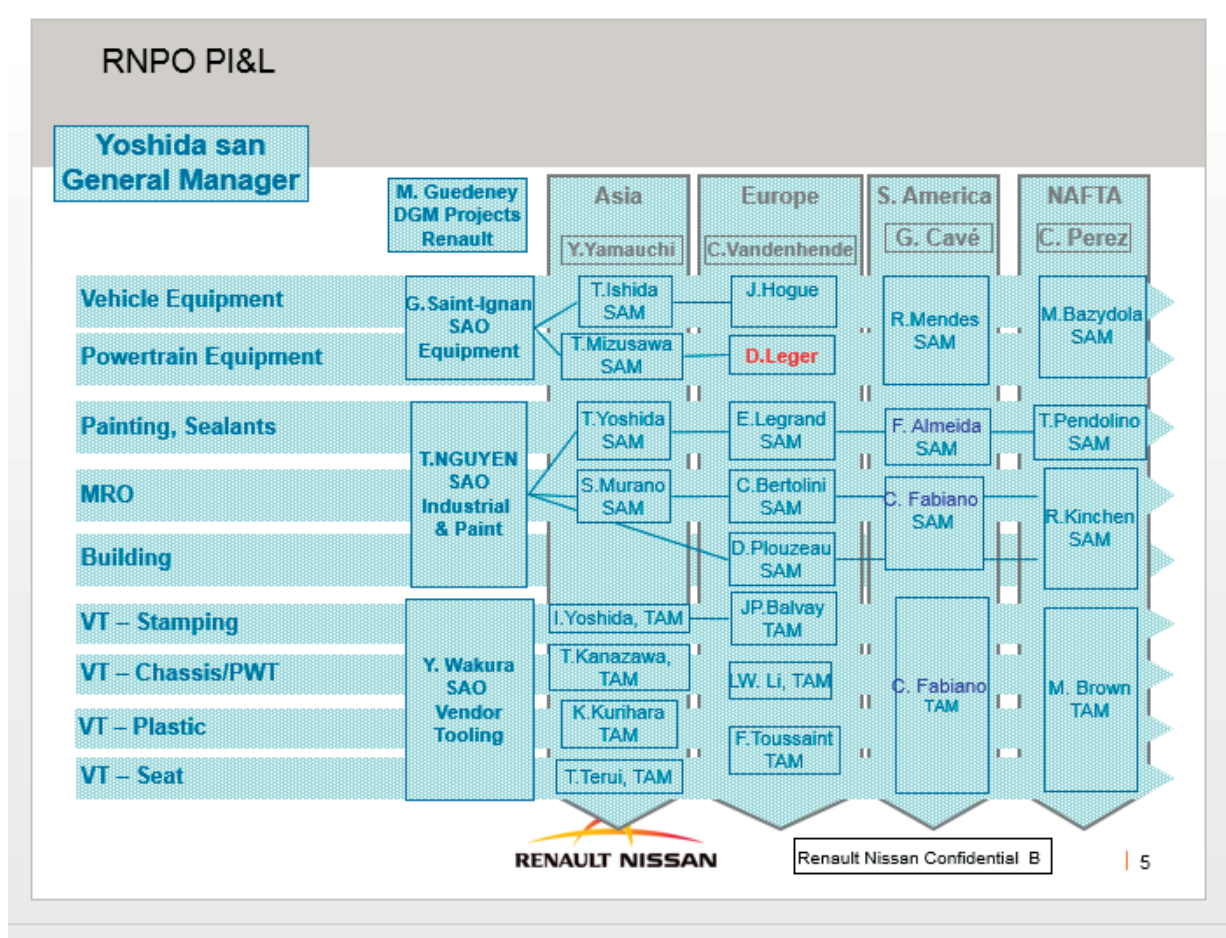 RNPO PI&L
Yoshida san
General Manager
M. Guedeney
DGM Projects
Renault
Asia
Y.Yamauchi
Europe
C.Vandenhende
S. America
G. Cavé
NAFTA
C. Perez
Vehicle Equipment
Powertrain Equipment
G.Saint-Ignan
SAO
Equipment
T.Ishida
SAM
J.Hogue
T.Mizusawa
SAM
D.Leger
R.Mendes
SAM
M.Bazydola
SAM
Painting, Sealants
MRO
Building
T.NGUYEN
SAO
Industrial
& Paint
T.Yoshida
SAM
E.Legrand
SAM
F. Almeida
SAM
T.Pendolino
SAM
S.Murano
SAM
C.Bertolini
SAM
C. Fabiano
SAM
R.Kinchen
SAM
D.Plouzeau
SAM
VT – Stamping
VT – Chassis/PWT
VT – Plastic
VT – Seat
Y. Wakura
SAO
Vendor
Tooling
I.Yoshida, TAM
JP.Balvay
TAM
T.Kanazawa,
TAM
LW. Li, TAM
K.Kurihara
TAM
F.Toussaint
TAM
T.Terui, TAM
C. Fabiano
TAM
M. Brown
TAM
RENAULT NISSAN
Renault Nissan Confidential B
5